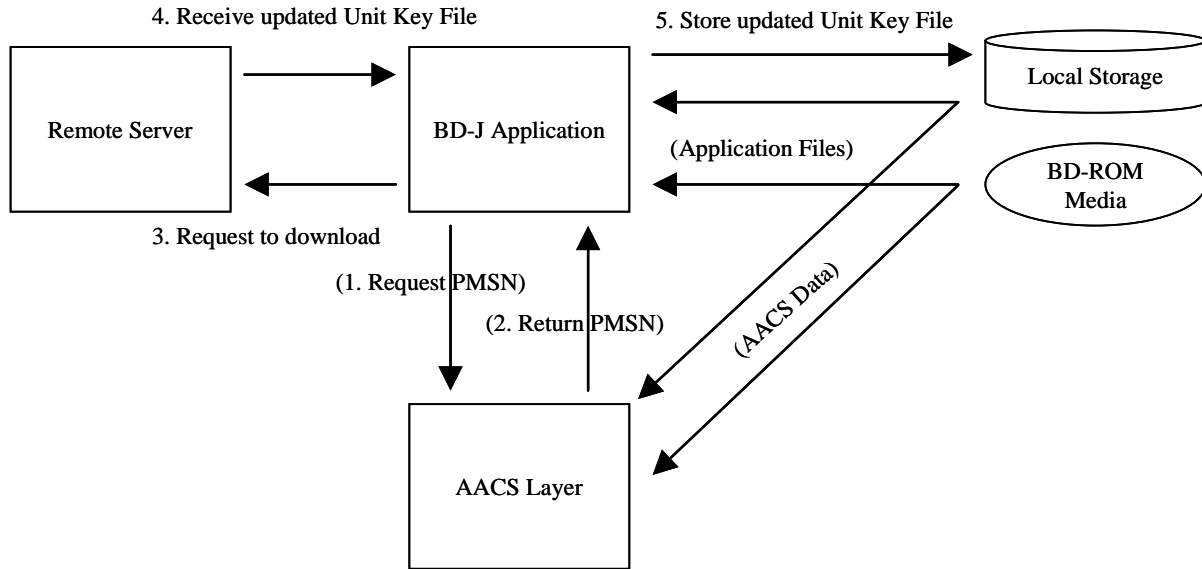 4. Receive updated Unit Key File
5. Store updated Unit Key File
Remote Server
BD-J Application
Local Storage
(Application Files)
BD-ROM
Media
3. Request to download
(1. Request PMSN)
(2. Return PMSN)
(AACS Data)
AACS Layer